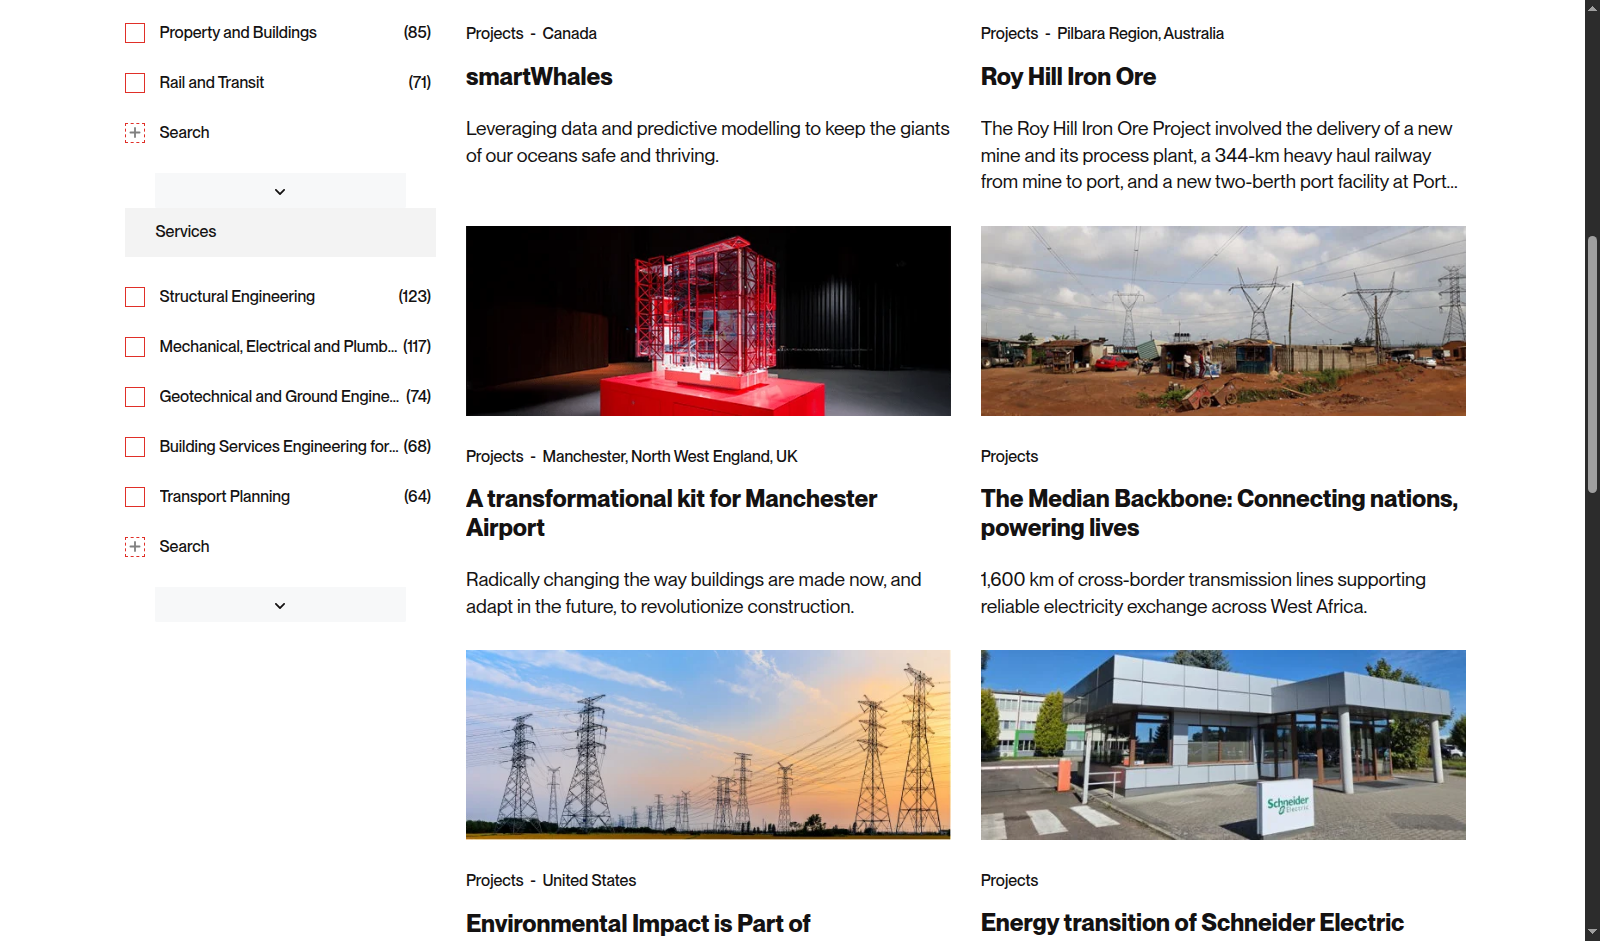 Property and Buildings (85)
Rail and Transit (71)
Search
Services
Structural Engineering (123)
Mechanical, Electrical and Plumb... (117)
Geotechnical and Ground Engine... (74)
Building Services Engineering for... (68)
Transport Planning (64)
Search
Projects - Canada
smartWhales
Leveraging data and predictive modelling to keep the giants
of our oceans safe and thriving.
Projects - Pilbara Region, Australia
Roy Hill Iron Ore
The Roy Hill Iron Ore Project involved the delivery of a new
mine and its process plant, a 344-km heavy haul railway
from mine to port, and a new two-berth port facility at Port...
Projects - Manchester, North West England, UK
A transformational kit for Manchester
Airport
Radically changing the way buildings are made now, and
adapt in the future, to revolutionize construction.
Projects
The Median Backbone: Connecting nations,
powering lives
1,600 km of cross-border transmission lines supporting
reliable electricity exchange across West Africa.
Schneider
Electric
Projects - United States
Environmental Impact is Part of
Projects
Energy transition of Schneider Electric